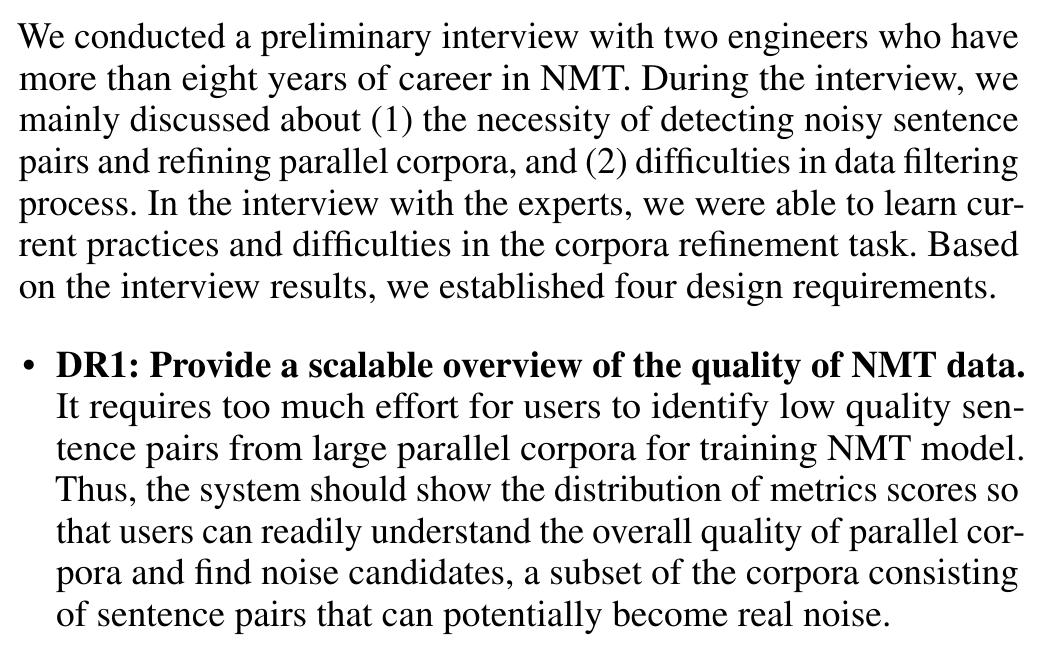 We conducted a preliminary interview with two engineers who have
more than eight years of career in NMT. During the interview, we
mainly discussed about (1) the necessity of detecting noisy sentence
pairs and refining parallel corpora, and (2) difficulties in data filtering
process. In the interview with the experts, we were able to learn cur-
rent practices and difficulties in the corpora refinement task. Based
on the interview results, we established four design requirements.
• DR1: Provide a scalable overview of the quality of NMT data.
It requires too much effort for users to identify low quality sen-
tence pairs from large parallel corpora for training NMT model.
Thus, the system should show the distribution of metrics scores so
that users can readily understand the overall quality of parallel cor-
pora and find noise candidates, a subset of the corpora consisting
of sentence pairs that can potentially become real noise.